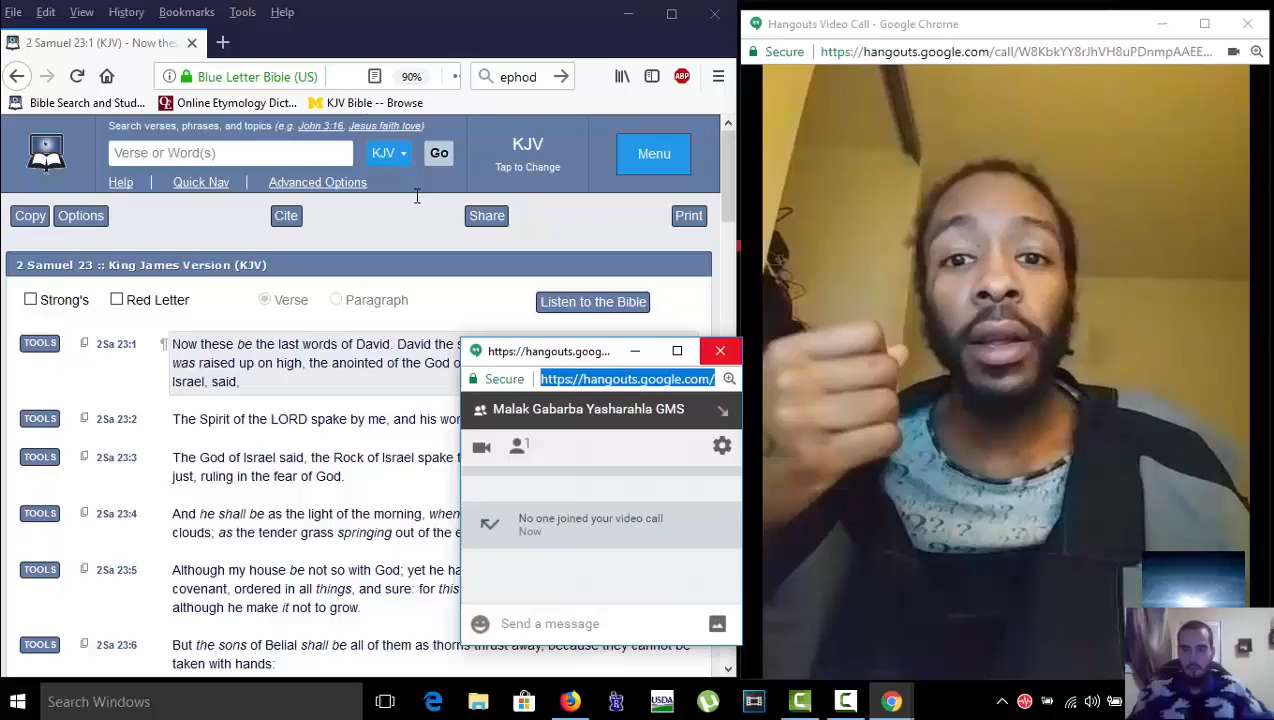 File Edit View History Bookmarks Tools Help
2 Samuel 23:1 (KJV) - Now thes
Blue Letter Bible (US)
90%
ephod
Bible Search and Stud...
Online Etymology Dict...
KJV Bible -- Browse
Search verses, phrases, and topics (e.g. John 3:16, Jesus faith love)
Verse or Word(s)
KJV
Go
KJV
Tap to Change
Menu
Help | Quick Nav | Advanced Options
Copy Options Cite Share Print
2 Samuel 23 :: King James Version (KJV)
Strong's Red Letter Verse Paragraph Listen to the Bible
TOOLS 2Sa 23:1 ¶ Now these be the last words of David. David the s
was raised up on high, the anointed of the God o
Israel, said,
TOOLS 2Sa 23:2 The Spirit of the LORD spake by me, and his wor
TOOLS 2Sa 23:3 The God of Israel said, the Rock of Israel spake t
just, ruling in the fear of God.
TOOLS 2Sa 23:4 And he shall be as the light of the morning, when
clouds; as the tender grass springing out of the e
TOOLS 2Sa 23:5 Although my house be not so with God; yet he ha
covenant, ordered in all things, and sure: for this
although he make it not to grow.
TOOLS 2Sa 23:6 But the sons of Belial shall be all of them as thorns thrust away, because they cannot be
taken with hands:
https://hangouts.goog...
Secure https://hangouts.google.com/
Malak Gabarba Yasharahla GMS
1
No one joined your video call
Now
Send a message
Hangouts Video Call - Google Chrome
Secure https://hangouts.google.com/call/W8KbkYY8rJhVH8uPDnmpAAEE...
ABP
Search Windows
USDA